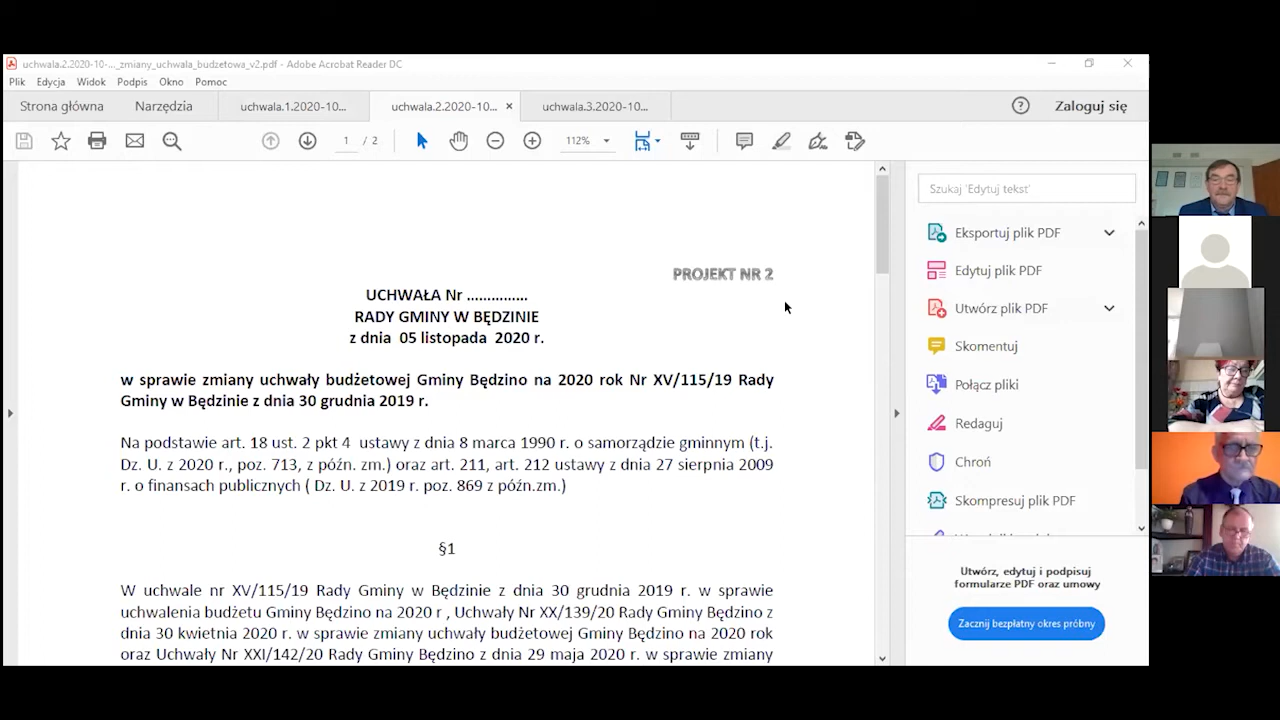 uchwala.2.2020-10-..._zmiany_uchwala_budzetowa_v2.pdf - Adobe Acrobat Reader DC
Plik Edycja Widok Podpis Okno Pomoc
Strona główna Narzędzia uchwala.1.2020-10... uchwala.2.2020-10... × uchwala.3.2020-10... Zaloguj się
1 / 2 112%
Szukaj 'Edytuj tekst'
Eksportuj plik PDF
Edytuj plik PDF
Utwórz plik PDF
Skomentuj
Połącz pliki
Redaguj
Chroń
Skompresuj plik PDF
Utwórz, edytuj i podpisuj
formularze PDF oraz umowy
Zacznij bezpłatny okres próbny
PROJEKT NR 2
UCHWAŁA Nr ..............
RADY GMINY W BĘDZINIE
z dnia 05 listopada 2020 r.
w sprawie zmiany uchwały budżetowej Gminy Będzino na 2020 rok Nr XV/115/19 Rady
Gminy w Będzinie z dnia 30 grudnia 2019 r.
Na podstawie art. 18 ust. 2 pkt 4 ustawy z dnia 8 marca 1990 r. o samorządzie gminnym (t.j.
Dz. U. z 2020 r., poz. 713, z późn. zm.) oraz art. 211, art. 212 ustawy z dnia 27 sierpnia 2009
r. o finansach publicznych ( Dz. U. z 2019 r. poz. 869 z późn.zm.)
§1
W uchwale nr XV/115/19 Rady Gminy w Będzinie z dnia 30 grudnia 2019 r. w sprawie
uchwalenia budżetu Gminy Będzino na 2020 r , Uchwały Nr XX/139/20 Rady Gminy Będzino z
dnia 30 kwietnia 2020 r. w sprawie zmiany uchwały budżetowej Gminy Będzino na 2020 rok
oraz Uchwały Nr XXI/142/20 Rady Gminy Będzino z dnia 29 maja 2020 r. w sprawie zmiany